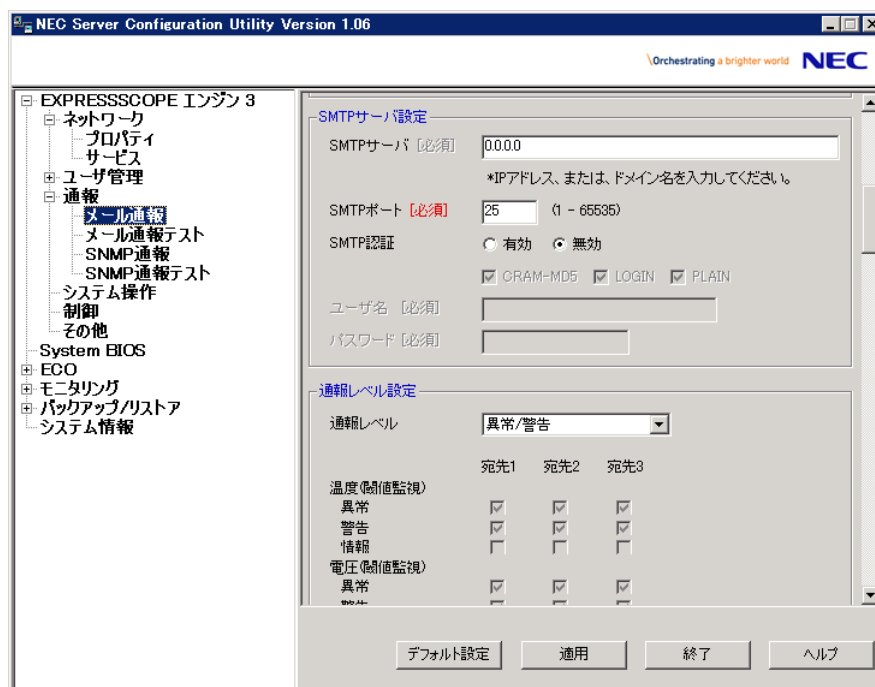 NEC Server Configuration Utility Version 1.06
\Orchestrating a brighter world NEC
EXPRESSSCOPE エンジン 3
ネットワーク
プロパティ
サービス
ユーザ管理
通報
メール通報
メール通報テスト
SNMP通報
SNMP通報テスト
システム操作
制御
その他
System BIOS
ECO
モニタリング
バックアップ/リストア
システム情報
SMTPサーバ設定
SMTPサーバ [必須] 0.0.0.0
*IPアドレス、または、ドメイン名を入力してください。
SMTPポート [必須] 25 (1 - 65535)
SMTP認証 有効 無効
CRAM-MD5 LOGIN PLAIN
ユーザ名 [必須]
パスワード [必須]
通報レベル設定
通報レベル 異常/警告
宛先1 宛先2 宛先3
温度(閾値監視)
異常
警告
情報
電圧(閾値監視)
異常
警告
デフォルト設定 適用 終了 ヘルプ